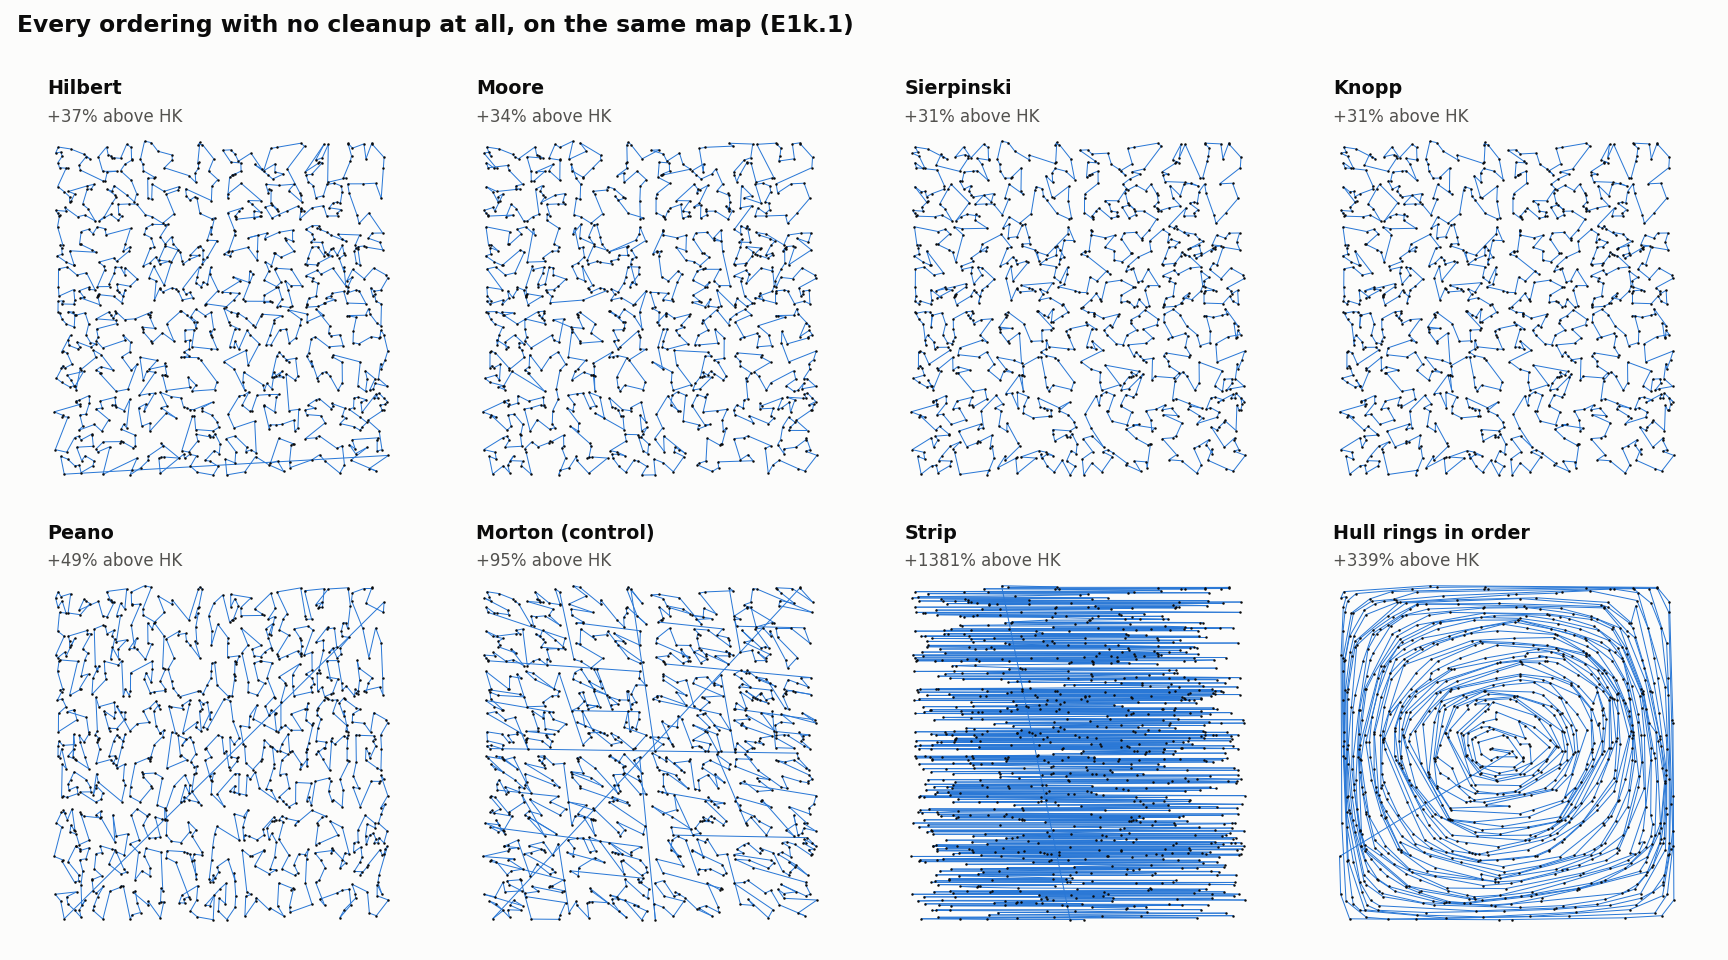 Every ordering with no cleanup at all, on the same map (E1k.1)
Hilbert
+37% above HK
Moore
+34% above HK
Sierpinski
+31% above HK
Knopp
+31% above HK
Peano
+49% above HK
Morton (control)
+95% above HK
Strip
+1381% above HK
Hull rings in order
+339% above HK